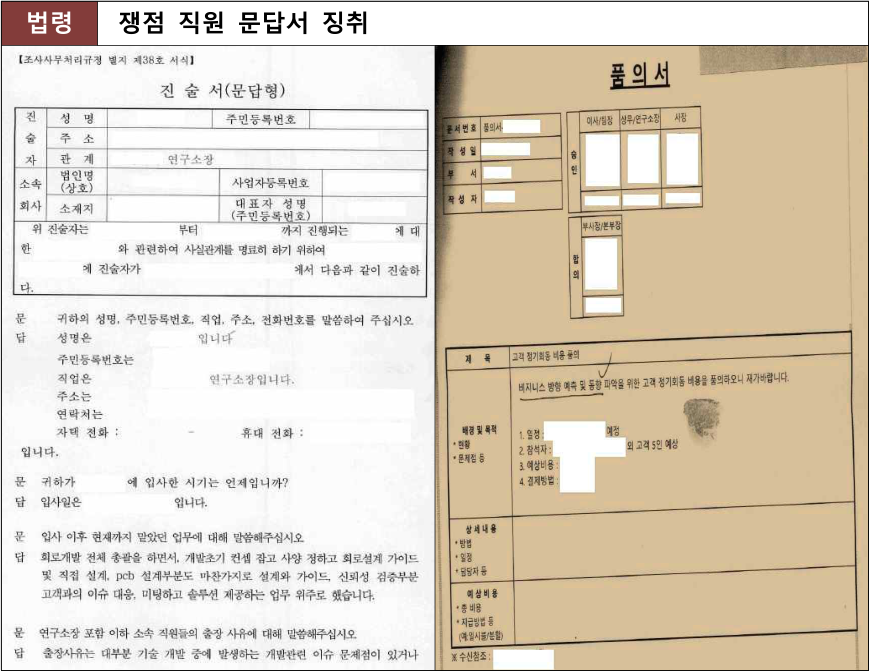 법령 쟁점 직원 문답서 징취
【조사사무처리규정 별지 제38호 서식】
진 술 서(문답형)
진 술 자
성 명
주민등록번호
주 소
관 계
연구소장
소속 회사
법인명 (상호)
사업자등록번호
소재지
대표자 성명 (주민등록번호)
위 진술자는 부터 까지 진행되는 에 대
한 와 관련하여 사실관계를 명료히 하기 위하여
에 진술자가 에서 다음과 같이 진술하
다.
문 귀하의 성명, 주민등록번호, 직업, 주소, 전화번호를 말씀하여 주십시오
답 성명은 입니다
주민등록번호는
직업은 연구소장입니다.
주소는
연락처는
자택 전화 : - 휴대 전화 :
입니다.
문 귀하가 에 입사한 시기는 언제입니까?
답 입사일은 입니다.
문 입사 이후 현재까지 맡았던 업무에 대해 말씀해주십시오
답 회로개발 전체 총괄을 하면서, 개발초기 컨셉 잡고 사양 정하고 회로설계 가이드
및 직접 설계, pcb 설계부분도 마찬가지로 설계와 가이드, 신뢰성 검증부분
고객과의 이슈 대응, 미팅하고 솔루션 제공하는 업무 위주로 했습니다.
문 연구소장 포함 이하 소속 직원들의 출장 사유에 대해 말씀해주십시오
답 출장사유는 대부분 기술 개발 중에 발생하는 개발관련 이슈 문제점이 있거나
품 의 서
문서번호 품의서-
작 성 일
부 서
작 성 자
승 인
이사/팀장
상무/연구소장
사장
합 의
부사장/본부장
제 목 고객 정기회동 비용 품의
배경 및 목적
* 현황
* 문제점 등
비지니스 방향 예측 및 동향 파악을 위한 고객 정기회동 비용을 품의하오니 재가바랍니다.
1. 일정 : 예정
2. 참석자 : 외 고객 5인 예상
3. 예상비용 :
4. 결제방법 :
상 세 내 용
* 방법
* 일정
* 담당자 등
예 상 비 용
* 총 비용
* 지급방법 등
(예:일시불/분할)
※ 수신참조 :